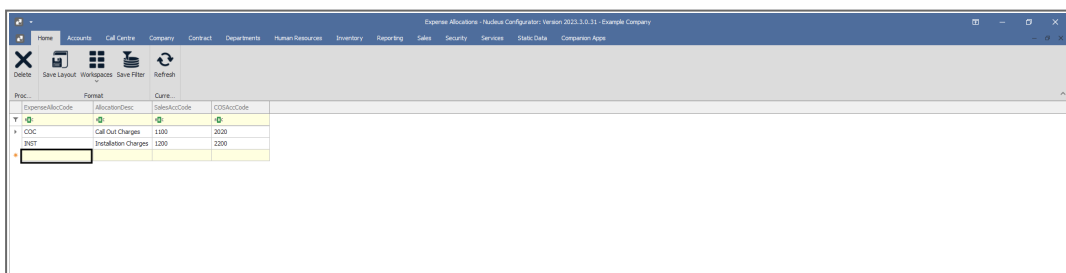 Expense Allocations - Nucleus Configurator: Version 2023.3.0.31 - Example Company
Home Accounts Call Centre Company Contract Departments Human Resources Inventory Reporting Sales Security Services Static Data Companion Apps
Delete Save Layout Workspaces Save Filter Refresh
Proc... Format Curre...
ExpenseAllocCode AllocationDesc SalesAccCode COSAccCode
COC Call Out Charges 1100 2020
INST Installation Charges 1200 2200